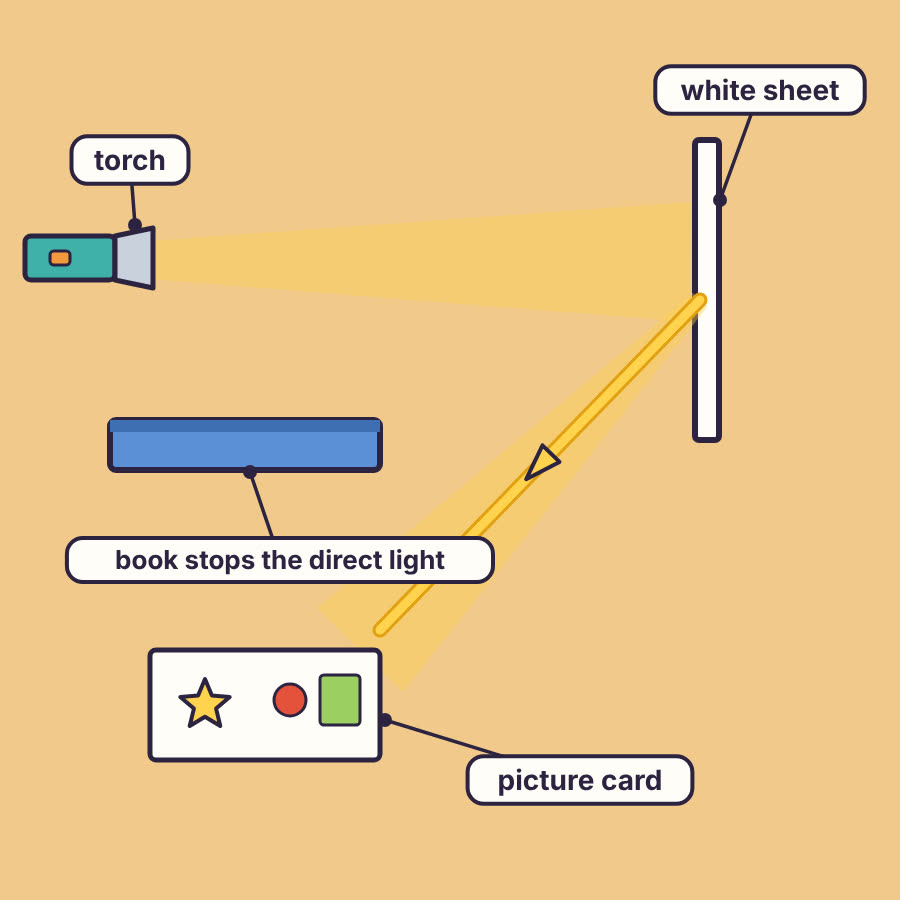 white sheet
torch
book stops the direct light
picture card